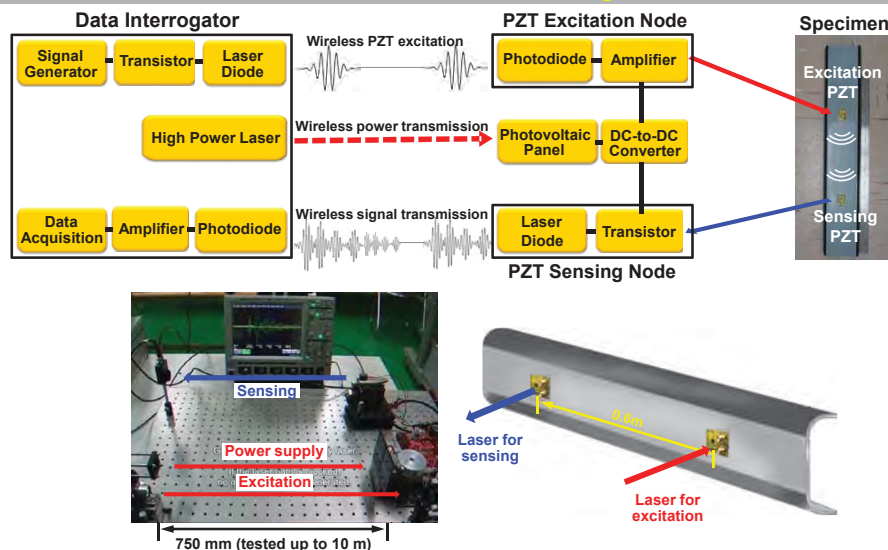 Data Interrogator
PZT Excitation Node
Specimen
Signal
Generator
Transistor
Laser
Diode
Wireless PZT excitation
Photodiode
Amplifier
Excitation
PZT
High Power Laser
Wireless power transmission
Photovoltaic
Panel
DC-to-DC
Converter
Data
Acquisition
Amplifier
Photodiode
Wireless signal transmission
Laser
Diode
Transistor
Sensing
PZT
PZT Sensing Node
Sensing
Power supply
Excitation
750 mm (tested up to 10 m)
0.5m
Laser for
sensing
Laser for
excitation